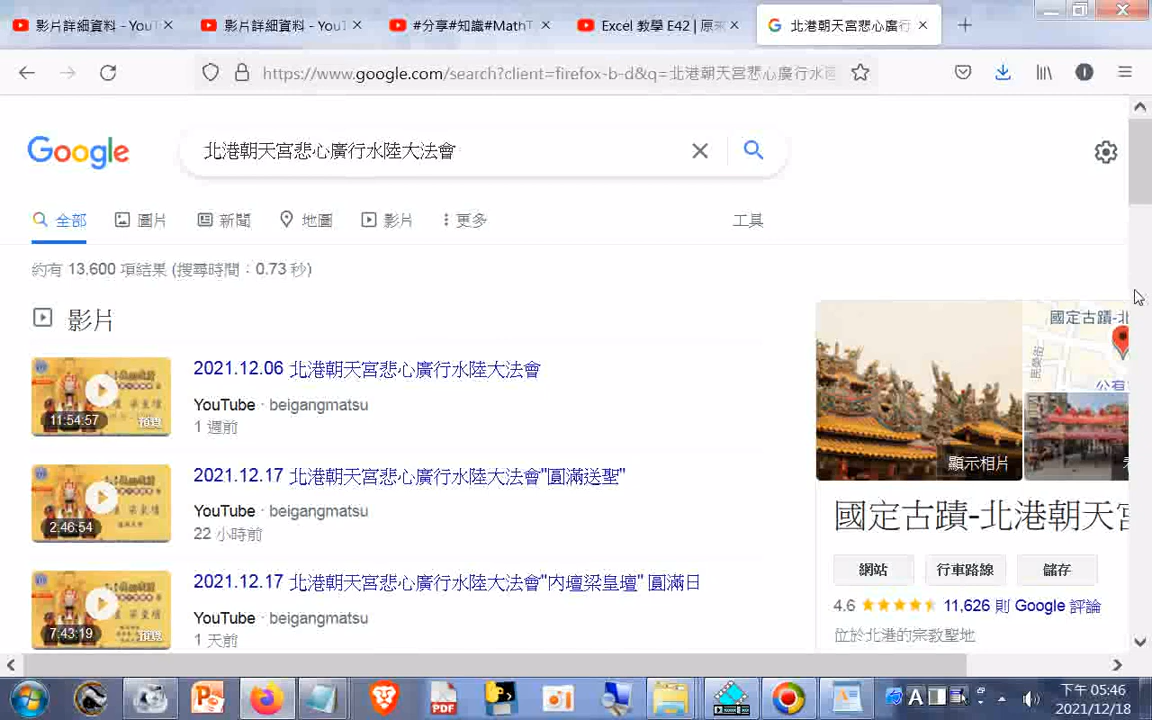 影片詳細資料 - YouT
影片詳細資料 - YouT
#分享#知識#MathT
Excel 教學 E42 | 原來
北港朝天宮悲心廣行
https://www.google.com/search?client=firefox-b-d&q=北港朝天宮悲心廣行水陸
Google
北港朝天宮悲心廣行水陸大法會
全部
圖片
新聞
地圖
影片
更多
工具
約有 13,600 項結果 (搜尋時間：0.73 秒)
影片
2021.12.06 北港朝天宮悲心廣行水陸大法會
YouTube · beigangmatsu
1 週前
11:54:57
2021.12.17 北港朝天宮悲心廣行水陸大法會"圓滿送聖"
YouTube · beigangmatsu
22 小時前
2:46:54
2021.12.17 北港朝天宮悲心廣行水陸大法會"內壇梁皇壇" 圓滿日
YouTube · beigangmatsu
1 天前
7:43:19
國定古蹟-北
顯示相片
國定古蹟-北港朝天宮
網站
行車路線
儲存
4.6
11,626 則 Google 評論
位於北港的宗教聖地
PDF
A
下午 05:46
2021/12/18